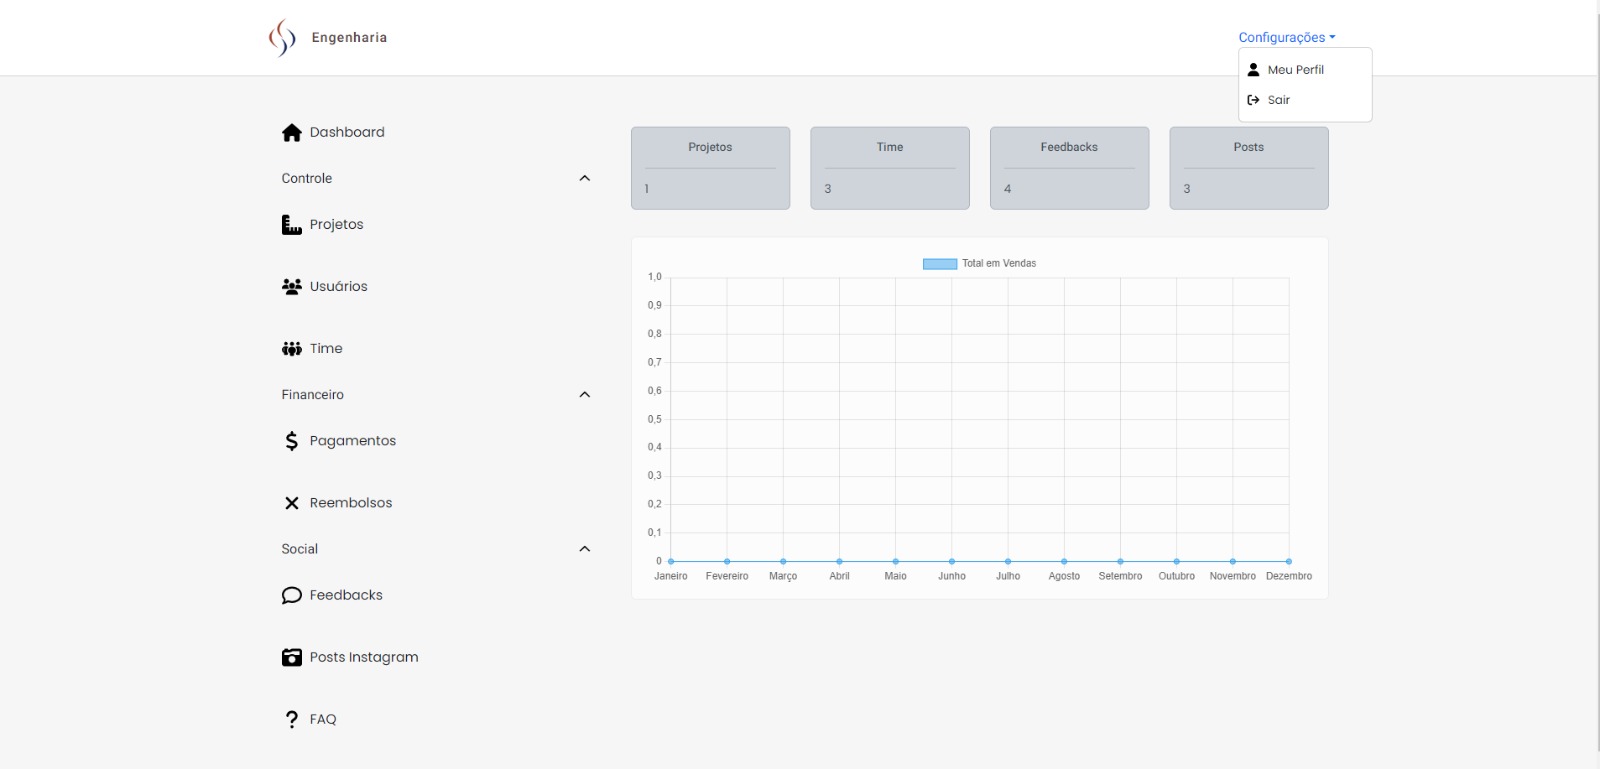 Engenharia
Configurações
Meu Perfil
Sair
Dashboard
Controle
Projetos
Usuários
Time
Financeiro
Pagamentos
Reembolsos
Social
Feedbacks
Posts Instagram
FAQ
Projetos
1
Time
3
Feedbacks
4
Posts
3
Total em Vendas
1,0
0,9
0,8
0,7
0,6
0,5
0,4
0,3
0,2
0,1
0
Janeiro Fevereiro Março Abril Maio Junho Julho Agosto Setembro Outubro Novembro Dezembro